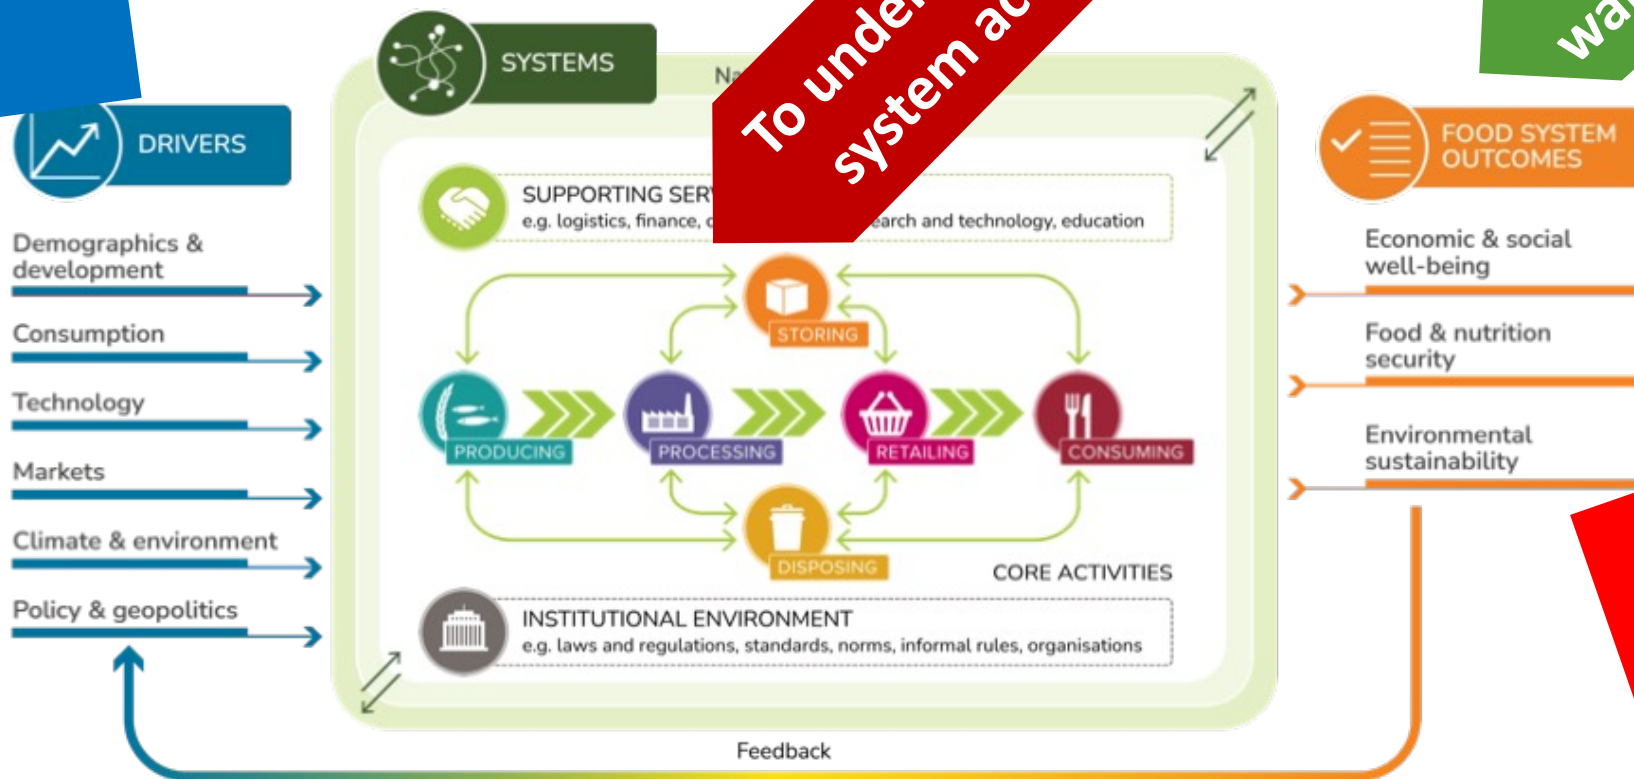 To under
system ac
wa
SYSTEMS
Na
DRIVERS
FOOD SYSTEM
OUTCOMES
SUPPORTING SER
e.g. logistics, finance, earch and technology, education
Demographics &
development
Consumption
Technology
Markets
Climate & environment
Policy & geopolitics
STORING
PRODUCING
PROCESSING
RETAILING
CONSUMING
DISPOSING
CORE ACTIVITIES
INSTITUTIONAL ENVIRONMENT
e.g. laws and regulations, standards, norms, informal rules, organisations
Economic & social
well-being
Food & nutrition
security
Environmental
sustainability
Feedback